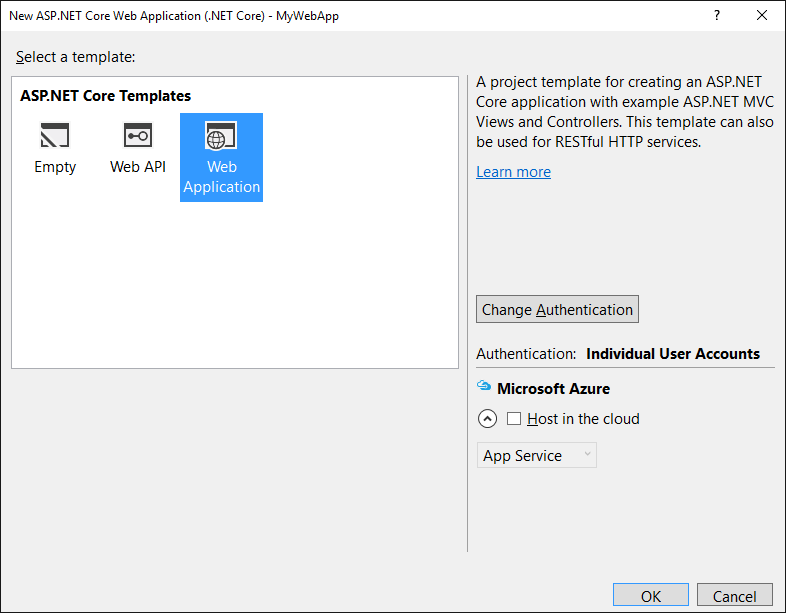 New ASP.NET Core Web Application (.NET Core) - MyWebApp
?
Select a template:
ASP.NET Core Templates
Empty
Web API
Web
Application
A project template for creating an ASP.NET
Core application with example ASP.NET MVC
Views and Controllers. This template can also
be used for RESTful HTTP services.
Learn more
Change Authentication
Authentication: Individual User Accounts
Microsoft Azure
Host in the cloud
App Service
OK
Cancel